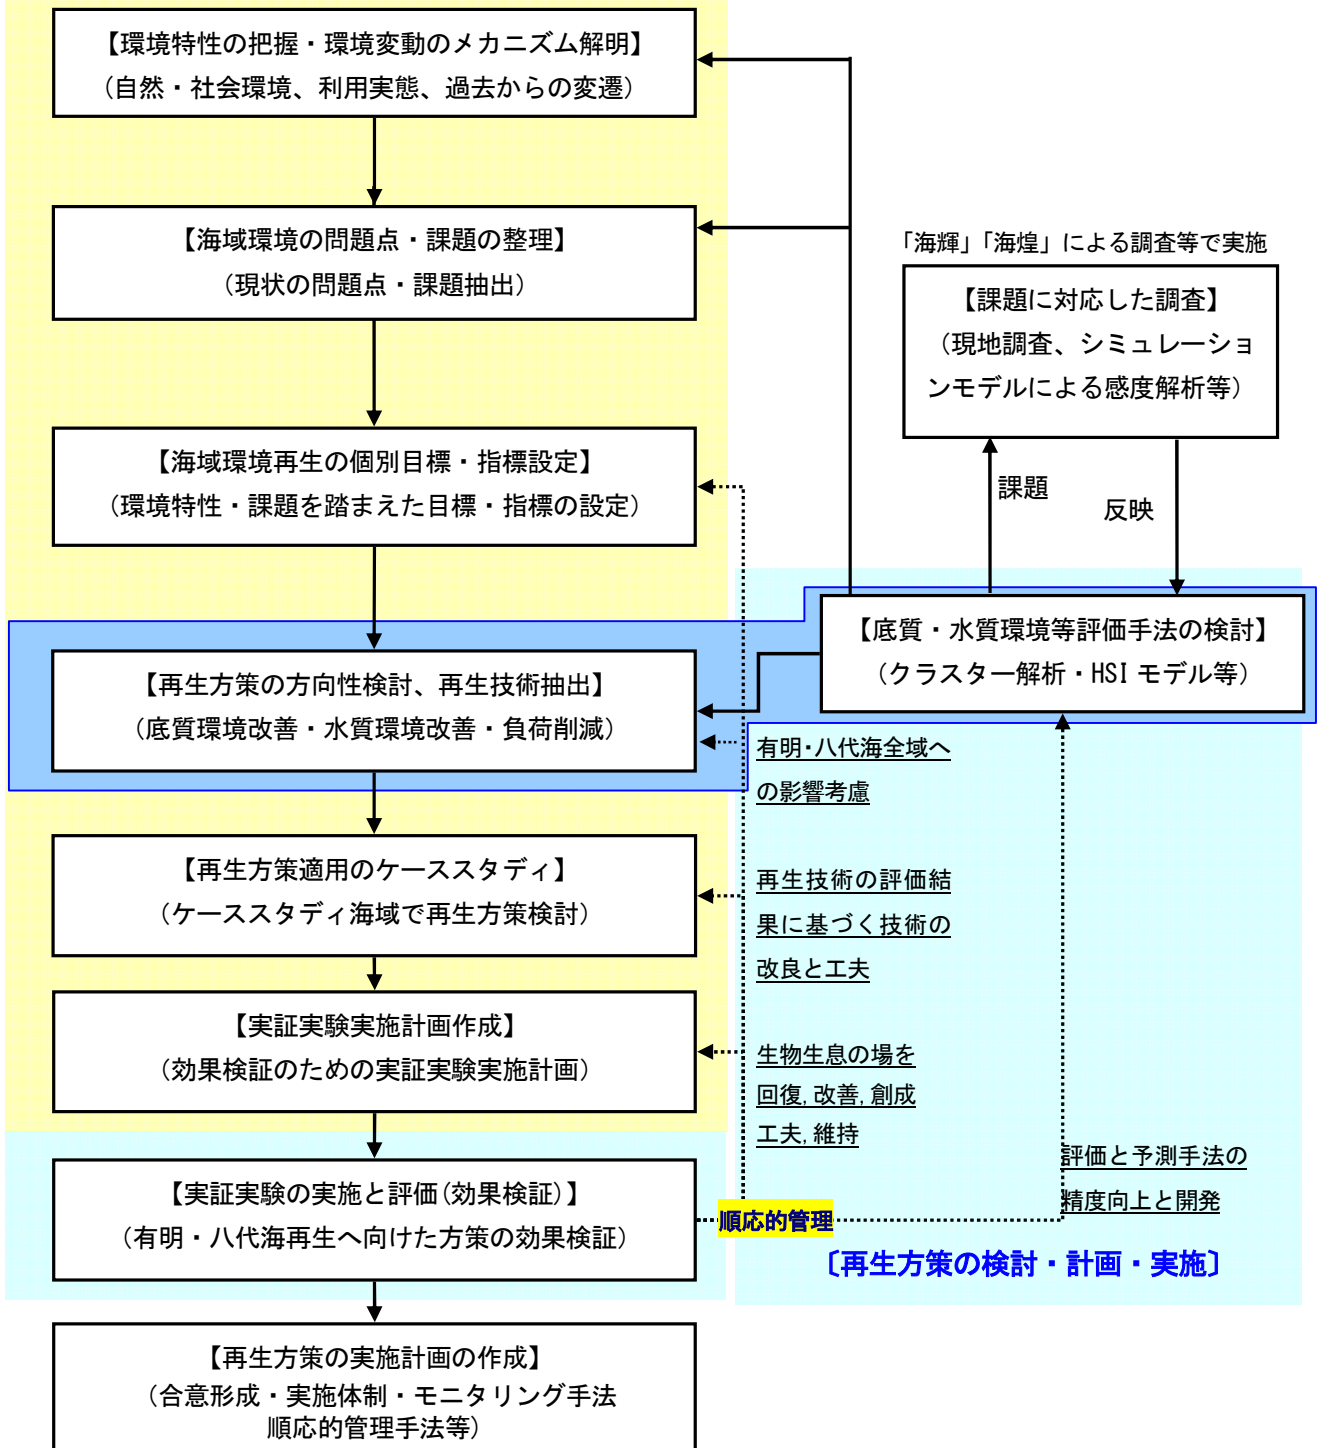 【環境特性の把握・環境変動のメカニズム解明】
（自然・社会環境、利用実態、過去からの変遷）
【海域環境の問題点・課題の整理】
（現状の問題点・課題抽出）
「海輝」「海煌」による調査等で実施
【課題に対応した調査】
（現地調査、シミュレーショ
ンモデルによる感度解析等）
【海域環境再生の個別目標・指標設定】
（環境特性・課題を踏まえた目標・指標の設定）
課題
反映
【底質・水質環境等評価手法の検討】
（クラスター解析・HSI モデル等）
【再生方策の方向性検討、再生技術抽出】
（底質環境改善・水質環境改善・負荷削減）
有明・八代海全域へ
の影響考慮
【再生方策適用のケーススタディ】
（ケーススタディ海域で再生方策検討）
再生技術の評価結
果に基づく技術の
改良と工夫
【実証実験実施計画作成】
（効果検証のための実証実験実施計画）
生物生息の場を
回復,改善,創成
工夫,維持
評価と予測手法の
精度向上と開発
【実証実験の実施と評価(効果検証)】
（有明・八代海再生へ向けた方策の効果検証）
順応的管理
〔再生方策の検討・計画・実施〕
【再生方策の実施計画の作成】
（合意形成・実施体制・モニタリング手法
順応的管理手法等）